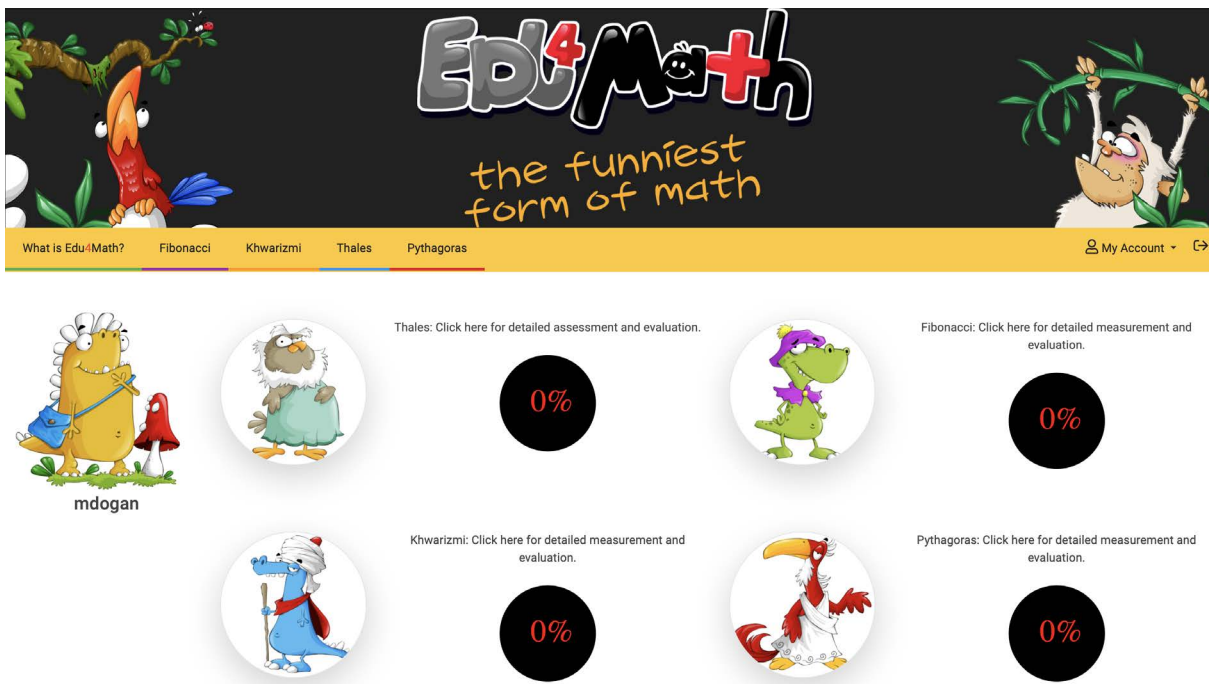 EDU4Math
the funniest
form of math
What is Edu4Math? Fibonacci Khwarizmi Thales Pythagoras My Account
mdogan
Thales: Click here for detailed assessment and evaluation.
0%
Fibonacci: Click here for detailed measurement and
evaluation.
0%
Khwarizmi: Click here for detailed measurement and
evaluation.
0%
Pythagoras: Click here for detailed measurement and
evaluation.
0%